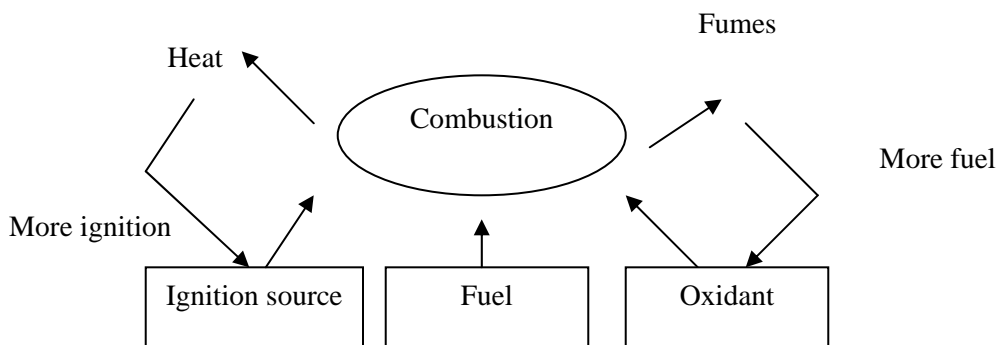 Fumes
Heat
Combustion
More fuel
More ignition
Ignition source
Fuel
Oxidant